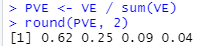 > PVE <- VE / sum(VE)
> round(PVE, 2)
[1] 0.62 0.25 0.09 0.04